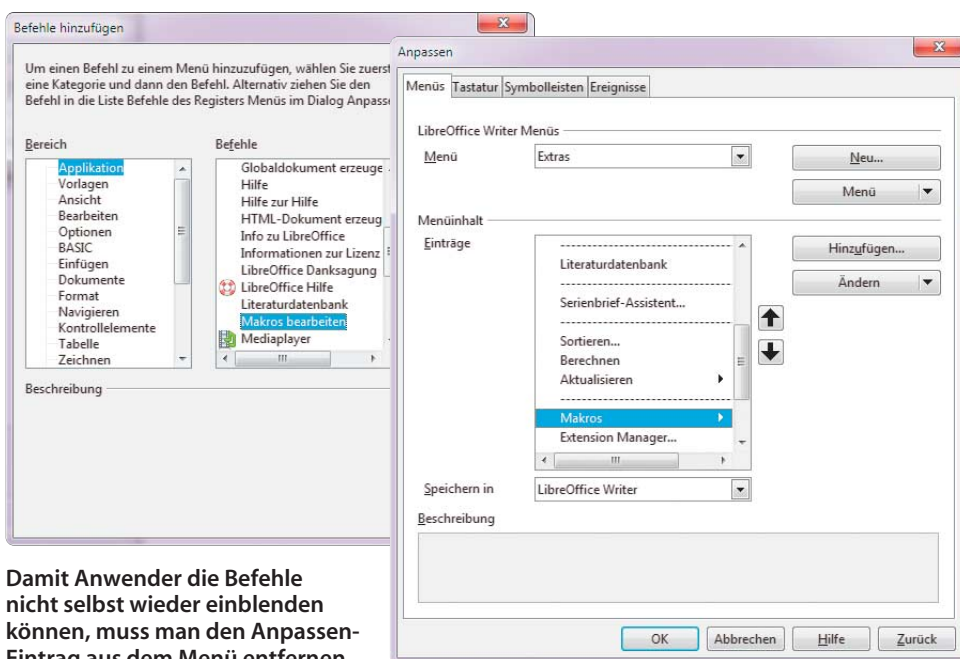 Befehle hinzufügen
Um einen Befehl zu einem Menü hinzuzufügen, wählen Sie zuerst
eine Kategorie und dann den Befehl. Alternativ ziehen Sie den
Befehl in die Liste Befehle des Registers Menüs im Dialog
Bereich
Applikation
Vorlagen
Ansicht
Bearbeiten
Optionen
BASIC
Einfügen
Dokumente
Format
Navigieren
Kontrollelemente
Tabelle
Zeichnen
Befehle
Globaldokument erzeuge
Hilfe
Hilfe zur Hilfe
HTML-Dokument erzeug
Info zu LibreOffice
Informationen zur Lizenz
LibreOffice Danksagung
LibreOffice Hilfe
Literaturdatenbank
Makros bearbeiten
Mediaplayer
Beschreibung
Anpassen
Menüs Tastatur Symbolleisten Ereignisse
LibreOffice Writer Menüs
Menü Extras Neu...
Menü
Menüinhalt
Einträge Hinzufügen...
Ändern
Literaturdatenbank
Serienbrief-Assistent...
Sortieren...
Berechnen
Aktualisieren
Makros
Extension Manager...
Speichern in LibreOffice Writer
Beschreibung
OK Abbrechen Hilfe Zurück
Damit Anwender die Befehle
nicht selbst wieder einblenden
können, muss man den Anpassen-
Eintrag aus dem Menü entfernen